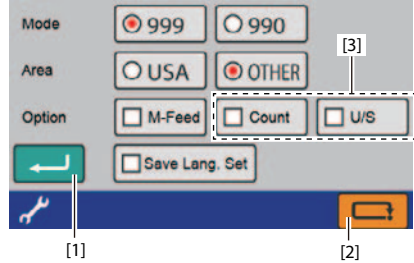 Mode 999 990
[3]
Area USA OTHER
Option M-Feed Count U/S
Save Lang. Set
[1] [2]